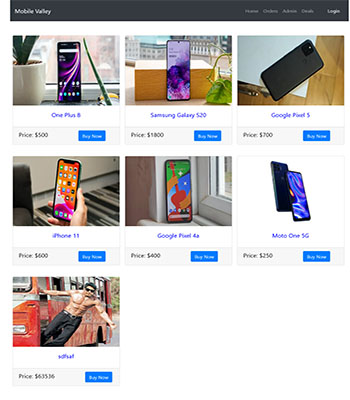 Mobile Valley Home Orders Admin Deals Login
One Plus 8 Samsung Galaxy S20 Google Pixel 5
Price: $500 Buy Now Price: $1800 Buy Now Price: $700 Buy Now
iPhone 11 Google Pixel 4a Moto One 5G
Price: $600 Buy Now Price: $400 Buy Now Price: $250 Buy Now
sdfsaf
Price: $63536 Buy Now